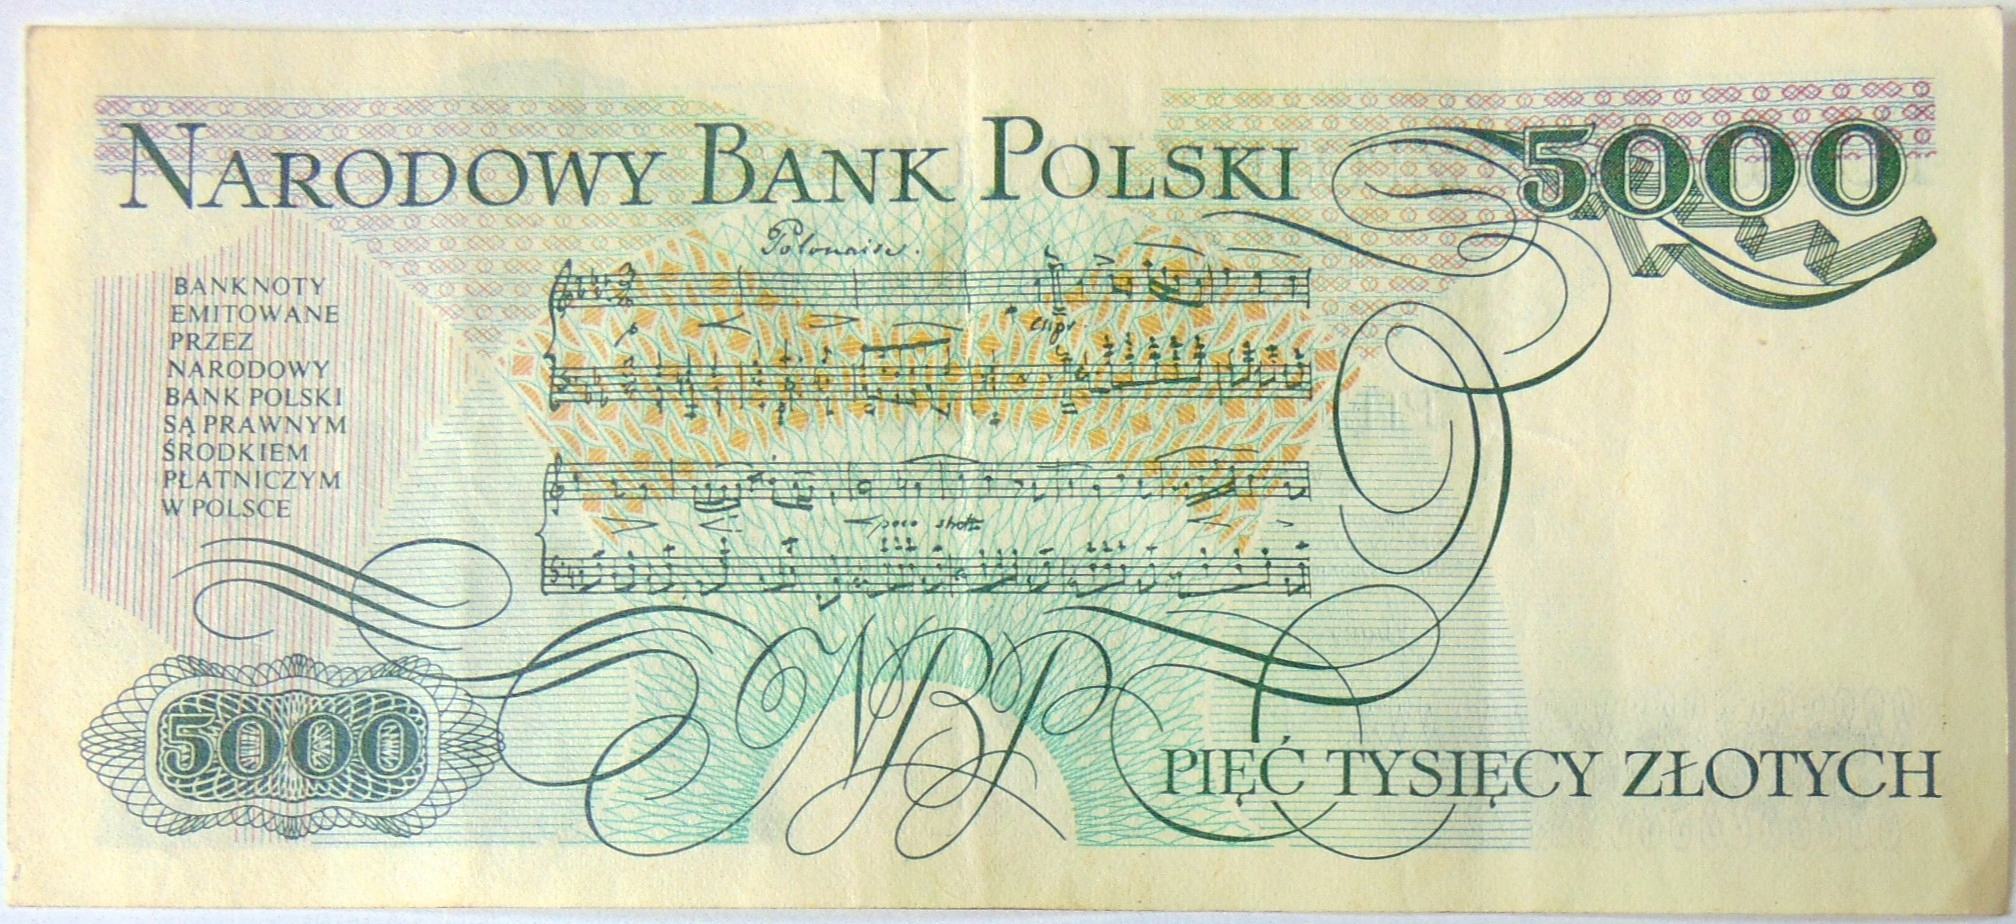 NARODOWY BANK POLSKI
5000
Polonaise.
BANKNOTY
EMITOWANE
PRZEZ
NARODOWY
BANK POLSKI
SĄ PRAWNYM
ŚRODKIEM
PŁATNICZYM
W POLSCE
p
poco
NBP
5000
PIĘĆ TYSIĘCY ZŁOTYCH